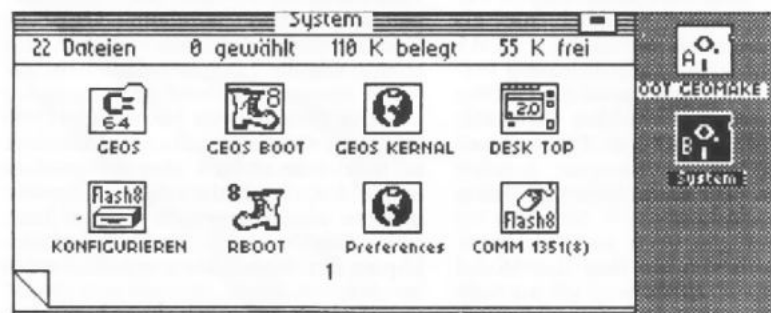 System
22 Dateien 0 gewählt 110 K belegt 55 K frei
C= 64
8
2.0
GEOS
GEOS BOOT
GEOS KERNAL
DESK TOP
Flash8
8
Flash8
KONFIGURIEREN
RBOOT
Preferences
COMM 1351(8)
1
A
OOT GEOMAKE
B
System